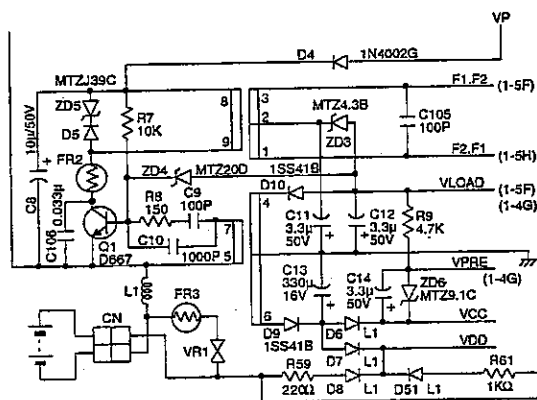 VP
D4
1N4002G
MTZJ39C
10µ/50V
ZD5
D5
R7
10K
8
9
3
2
1
MTZ4.3B
ZD3
C105
100P
F1.F2
(1-5F)
F2.F1
(1-5H)
FR2
ZD4
MTZ20D
1SS41B
D10
VLOAD
(1-5F)
(1-4G)
C8
C106
0.033µ
R8
150
C9
100P
7
4
C11
3.3µ
50V
C12
3.3µ
50V
R9
4.7K
Q1
D667
C10
1000P
5
C13
330µ
16V
C14
3.3µ
50V
VPRE
(1-4G)
ZD6
MTZ9.1C
L1
FR3
CN
VR1
6
D9
1SS41B
D6
L1
VCC
D7
L1
VDD
R59
220Ω
D8
L1
D51
L1
R61
1KΩ